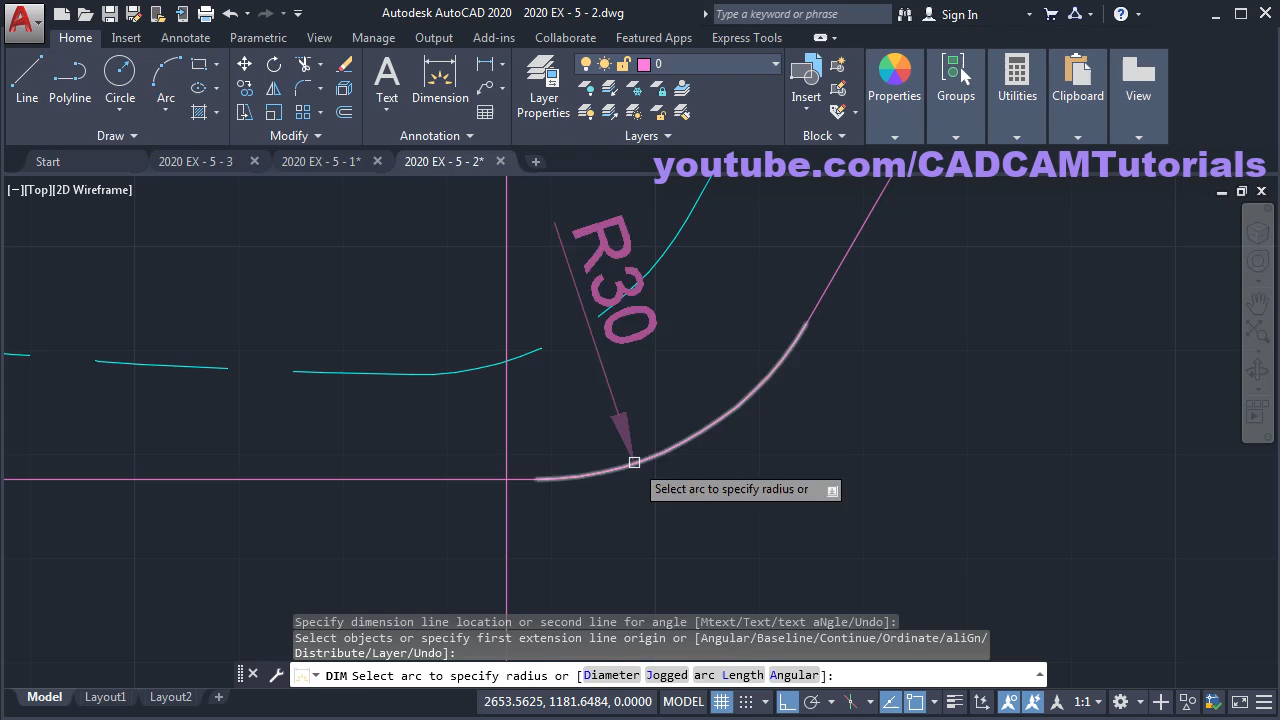 Autodesk AutoCAD 2020 2020 EX - 5 - 2.dwg
Type a keyword or phrase
Sign In
Home Insert Annotate Parametric View Manage Output Add-ins Collaborate Featured Apps Express Tools
0
Line Polyline Circle Arc
Text Dimension
Layer
Properties
Insert
Properties Groups Utilities Clipboard View
Draw Modify Annotation Layers Block
Start 2020 EX - 5 - 3 2020 EX - 5 - 1* 2020 EX - 5 - 2*
youtube.com/CADCAMTutorials
[−][Top][2D Wireframe]
R30
Select arc to specify radius or
Specify dimension line location or second line for angle [Mtext/Text/text aNgle/Undo]:
Select objects or specify first extension line origin or [Angular/Baseline/Continue/Ordinate/aliGn/
Distribute/Layer/Undo]:
DIM Select arc to specify radius or [Diameter Jogged arc Length Angular]:
Model Layout1 Layout2
2653.5625, 1181.6484, 0.0000 MODEL
1:1